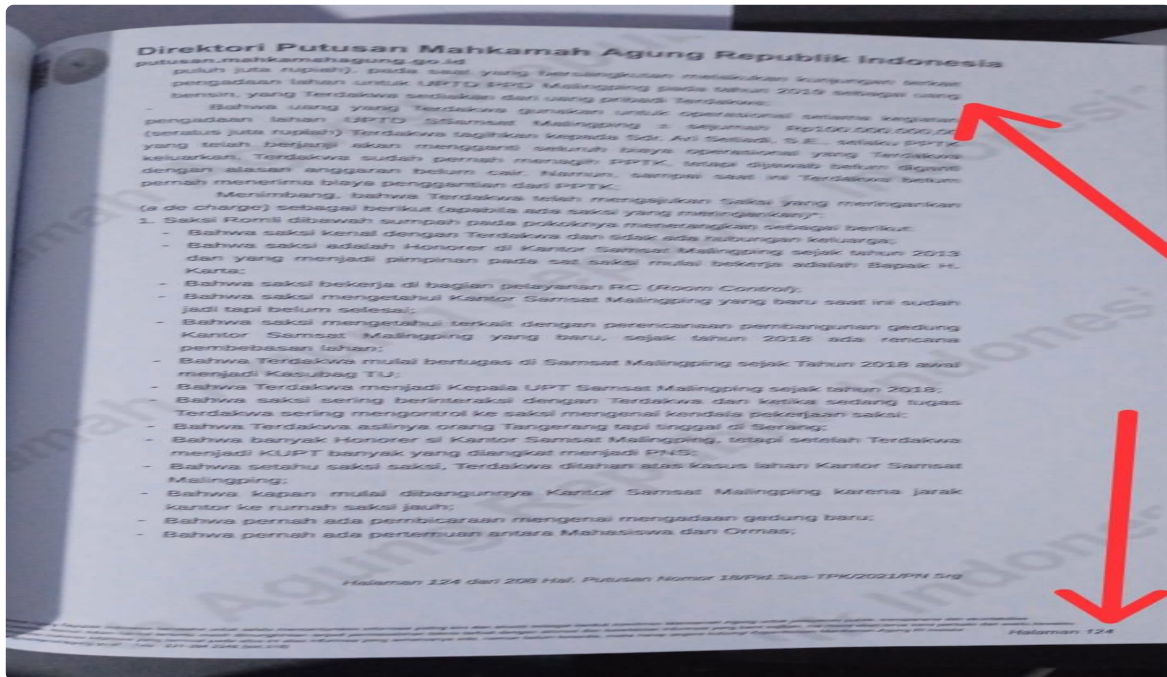 Direktori Putusan Mahkamah Agung Republik Indonesia
putusan.mahkamahagung.go.id
puluh juta rupiah), pada saat yang bersangkutan melakukan kunjungan terkait
pengadaan lahan untuk UPTD PPD Malingping pada tahun 2019 sebagai uang
bensin, yang Terdakwa sediakan dari uang pribadi Terdakwa;
- Bahwa uang yang Terdakwa gunakan untuk operasional selama kegiatan
pengadaan lahan UPTD SSamsat Malingping ± sejumlah Rp100.000.000,00
(seratus juta rupiah) Terdakwa tagihkan kepada Sdr. Ari Setiadi, S.E., selaku PPTK
yang telah berjanji akan mengganti seluruh biaya operasional yang Terdakwa
keluarkan, Terdakwa sudah pernah menagih PPTK, tetapi dijawab belum diganti
dengan alasan anggaran belum cair. Namun, sampai saat ini Terdakwa belum
pernah menerima biaya penggantian dari PPTK.
Menimbang, bahwa Terdakwa telah mengajukan Saksi yang meringankan
(a de charge) sebagai berikut (apabila ada saksi yang meringankan)*:
1. Saksi Romli dibawah sumpah pada pokoknya menerangkan sebagai berikut:
- Bahwa saksi kenal dengan Terdakwa dan tidak ada hubungan keluarga;
- Bahwa saksi adalah Honorer di Kantor Samsat Malingping sejak tahun 2013
dan yang menjadi pimpinan pada sat saksi mulai bekerja adalah Bapak H.
Karta;
- Bahwa saksi bekerja di bagian pelayanan RC (Room Control);
- Bahwa saksi mengetahui Kantor Samsat Malingping yang baru saat ini sudah
jadi tapi belum selesai;
- Bahwa saksi mengetahui terkait dengan perencanaan pembangunan gedung
Kantor Samsat Malingping yang baru, sejak tahun 2018 ada rencana
pembebasan lahan;
- Bahwa Terdakwa mulai bertugas di Samsat Malingping sejak Tahun 2018 awal
menjadi Kasubag TU;
- Bahwa Terdakwa menjadi Kepala UPT Samsat Malingping sejak tahun 2018;
- Bahwa saksi sering berinteraksi dengan Terdakwa dan ketika sedang tugas
Terdakwa sering mengontrol ke saksi mengenai kendala pekerjaan saksi;
- Bahwa Terdakwa aslinya orang Tangerang tapi tinggal di Serang;
- Bahwa banyak Honorer si Kantor Samsat Malingping, tetapi setelah Terdakwa
menjadi KUPT banyak yang diangkat menjadi PNS;
- Bahwa setahu saksi saksi, Terdakwa ditahan atas kasus lahan Kantor Samsat
Malingping;
- Bahwa kapan mulai dibangunnya Kantor Samsat Malingping karena jarak
kantor ke rumah saksi jauh;
- Bahwa pernah ada pembicaraan mengenai mengadaan gedung baru;
- Bahwa pernah ada pertemuan antara Mahasiswa dan Ormas;
Halaman 124 dari 208 Hal. Putusan Nomor 18/Pid.Sus-TPK/2021/PN Srg
Halaman 124